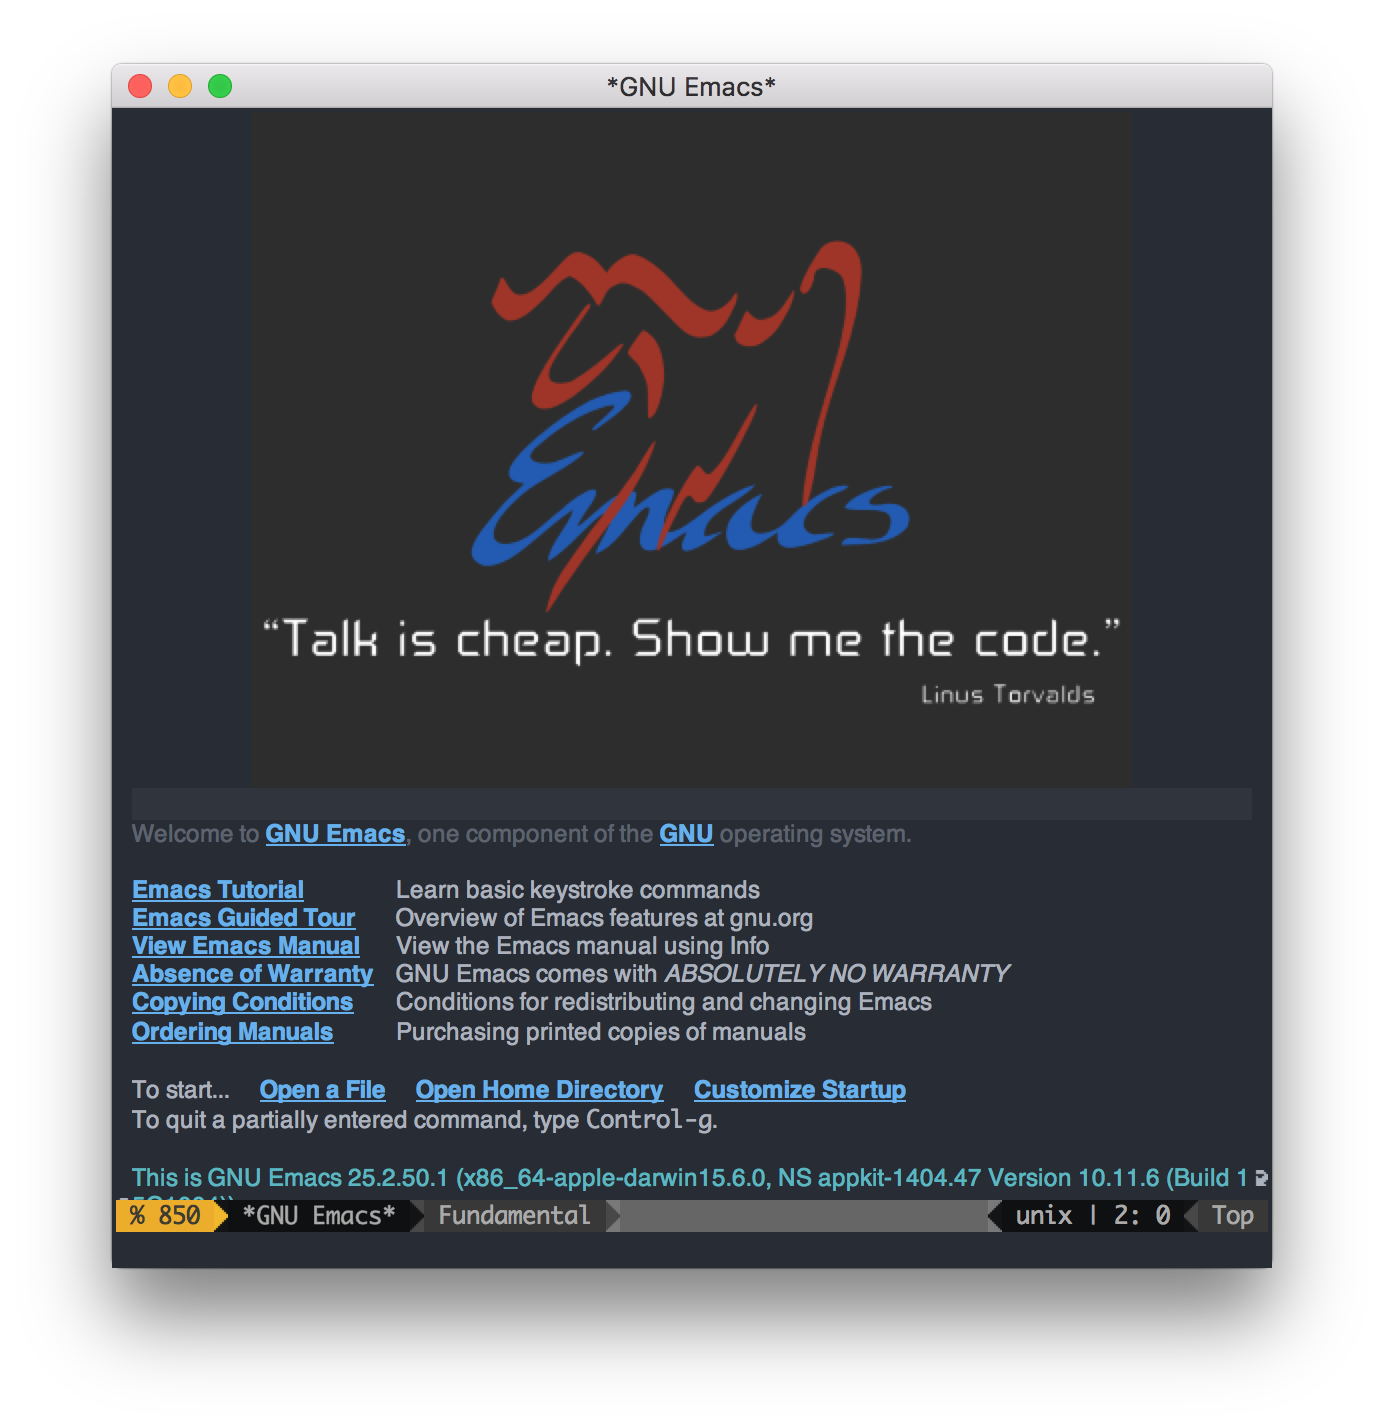 *GNU Emacs*
Emacs
“Talk is cheap. Show me the code.”
Linus Torvalds
Welcome to GNU Emacs, one component of the GNU operating system.
Emacs Tutorial Learn basic keystroke commands
Emacs Guided Tour Overview of Emacs features at gnu.org
View Emacs Manual View the Emacs manual using Info
Absence of Warranty GNU Emacs comes with ABSOLUTELY NO WARRANTY
Copying Conditions Conditions for redistributing and changing Emacs
Ordering Manuals Purchasing printed copies of manuals
To start... Open a File Open Home Directory Customize Startup
To quit a partially entered command, type Control-g.
This is GNU Emacs 25.2.50.1 (x86_64-apple-darwin15.6.0, NS appkit-1404.47 Version 10.11.6 (Build 1
% 850 *GNU Emacs* Fundamental unix | 2: 0 Top